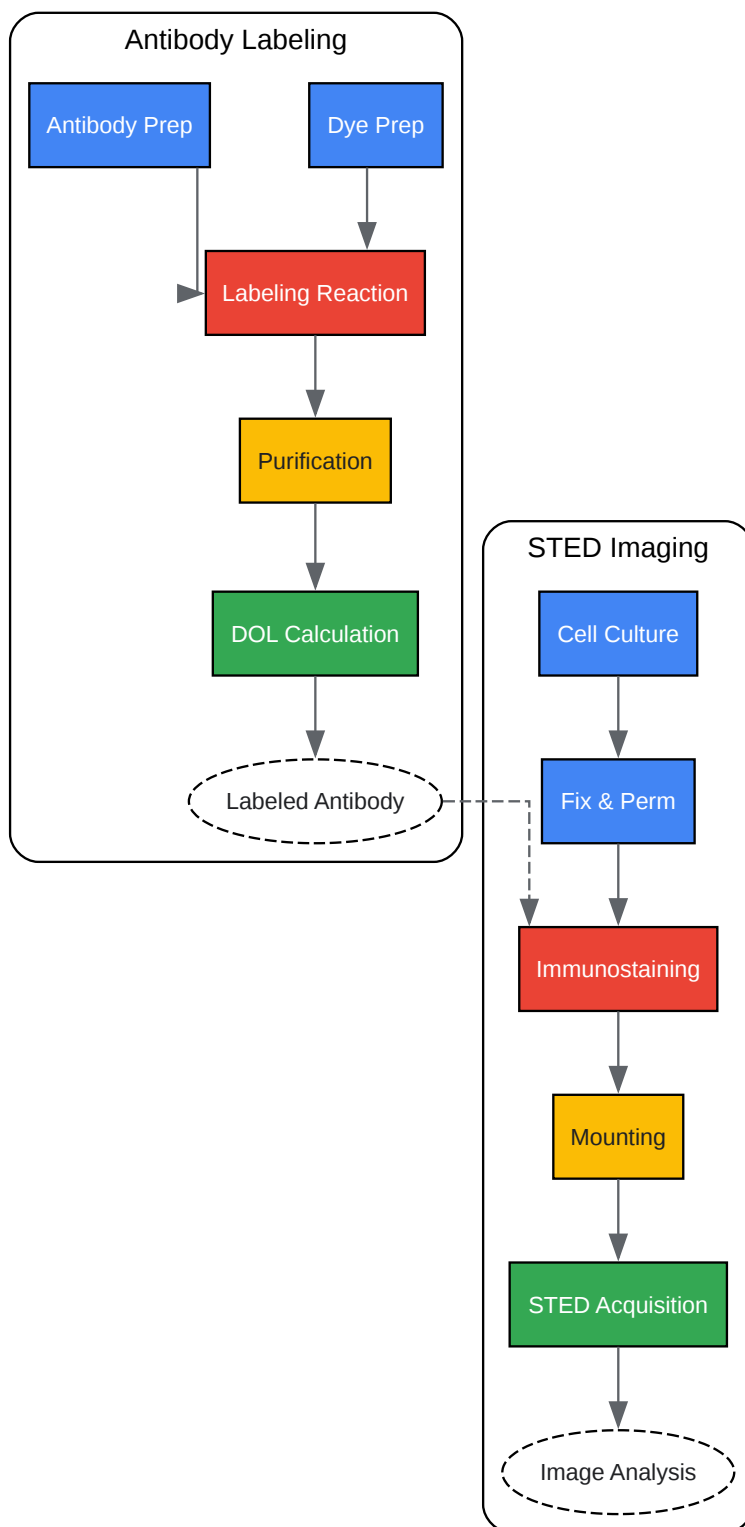 Antibody Labeling
Antibody Prep
Dye Prep
Labeling Reaction
Purification
DOL Calculation
Labeled Antibody
STED Imaging
Cell Culture
Fix & Perm
Immunostaining
Mounting
STED Acquisition
Image Analysis